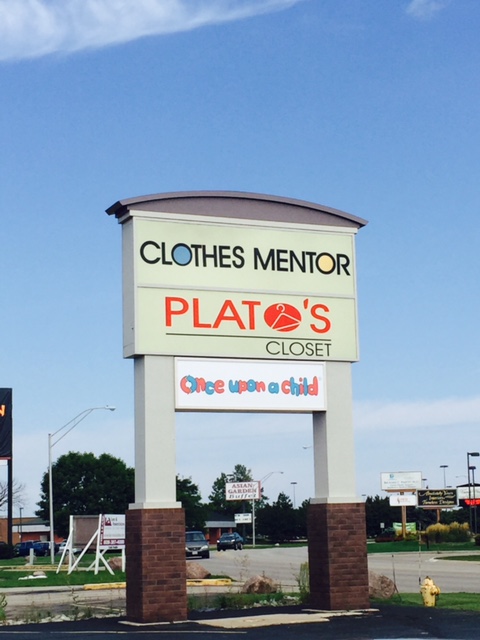 CLOTHES MENTOR
PLATO'S
CLOSET
Once upon a child
ASIAN
GARDEN
Buffet